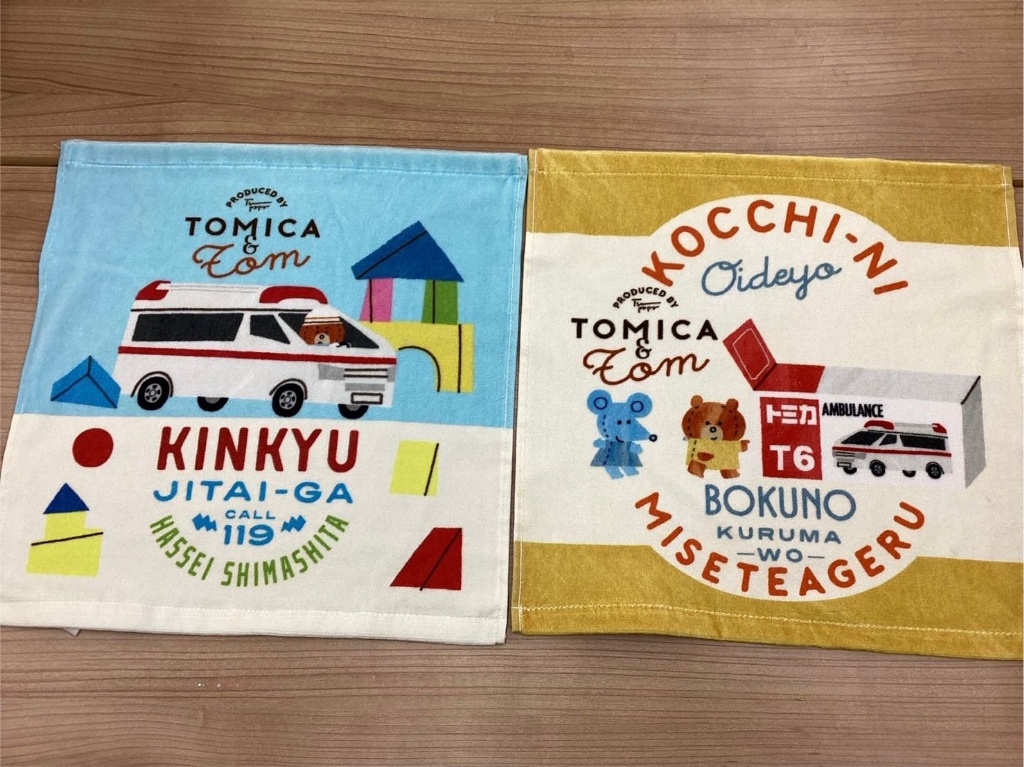 PRODUCED BY
TOMICA
&
Tom
KINKYU
JITAI-GA
CALL
119
HASSEI SHIMASHITA
KOCCHI-NI
Oideyo
PRODUCED BY
TOMICA
&
Tom
トミカ
AMBULANCE
T6
BOKUNO
KURUMA
-WO-
MISETEAGERU